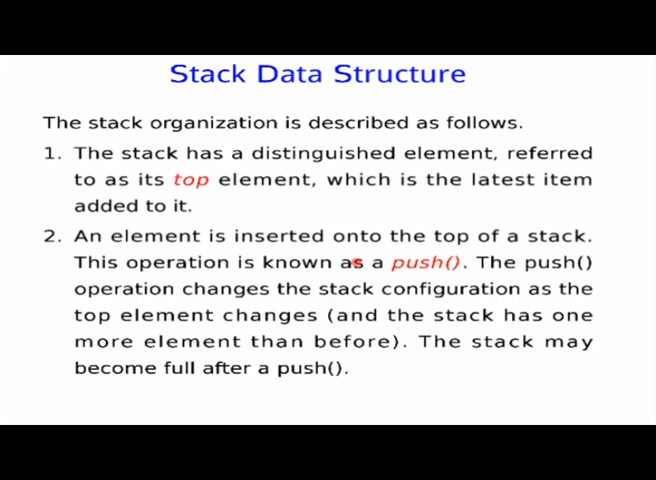 Stack Data Structure
The stack organization is described as follows.
1. The stack has a distinguished element, referred
to as its top element, which is the latest item
added to it.
2. An element is inserted onto the top of a stack.
This operation is known as a push(). The push()
operation changes the stack configuration as the
top element changes (and the stack has one
more element than before). The stack may
become full after a push().